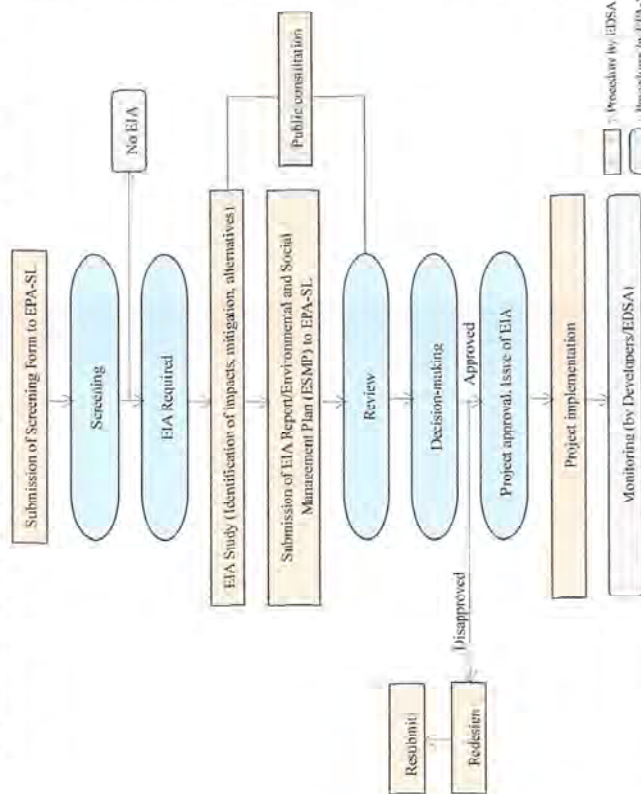 Submission of Screening Form to EPA-SL
Screening
No EIA
EIA Required
EIA Study (Identification of impacts, mitigation, alternatives)
Public consultation
Submission of EIA Report/Environmental and Social
Management Plan (ESMP) to EPA-SL
Review
Decision-making
Disapproved
Approved
Resubmit
Redesign
Project approval, Issue of EIA
Project implementation
Monitoring (by Developers/EDSA)
: Procedure by EDSA